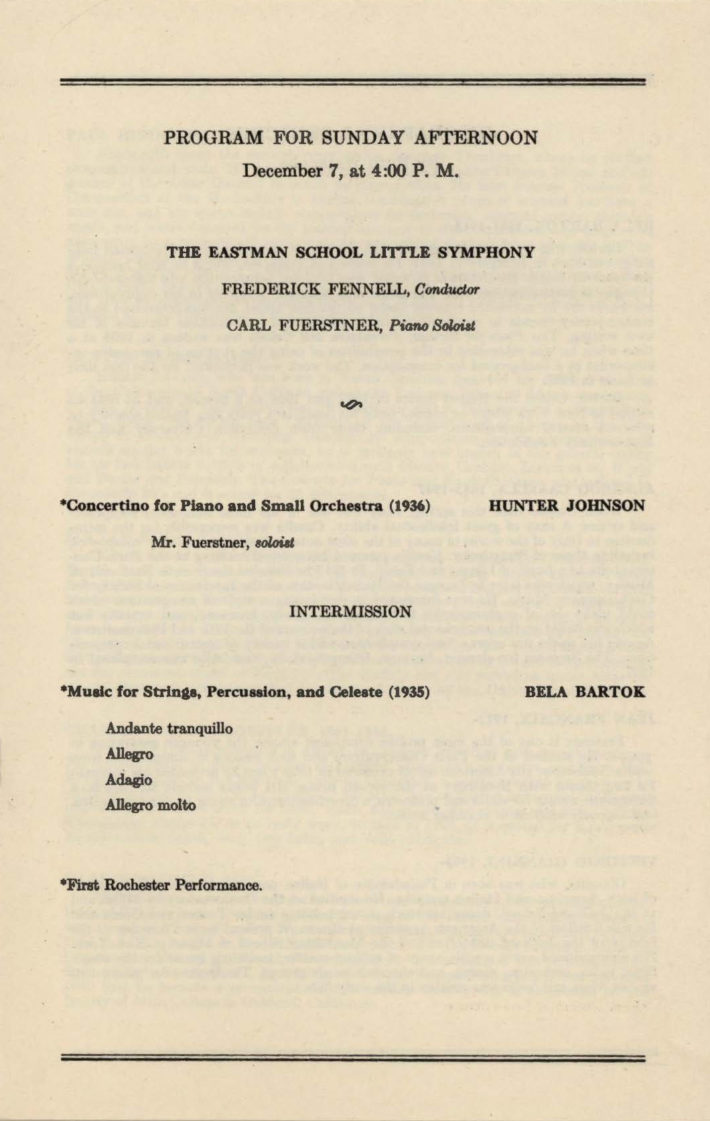 PROGRAM FOR SUNDAY AFTERNOON
December 7, at 4:00 P. M.
THE EASTMAN SCHOOL LITTLE SYMPHONY
FREDERICK FENNELL, Conductor
CARL FUERSTNER, Piano Soloist
*Concertino for Piano and Small Orchestra (1936) HUNTER JOHNSON
Mr. Fuerstner, soloist
INTERMISSION
*Music for Strings, Percussion, and Celeste (1935) BELA BARTOK
Andante tranquillo
Allegro
Adagio
Allegro molto
*First Rochester Performance.